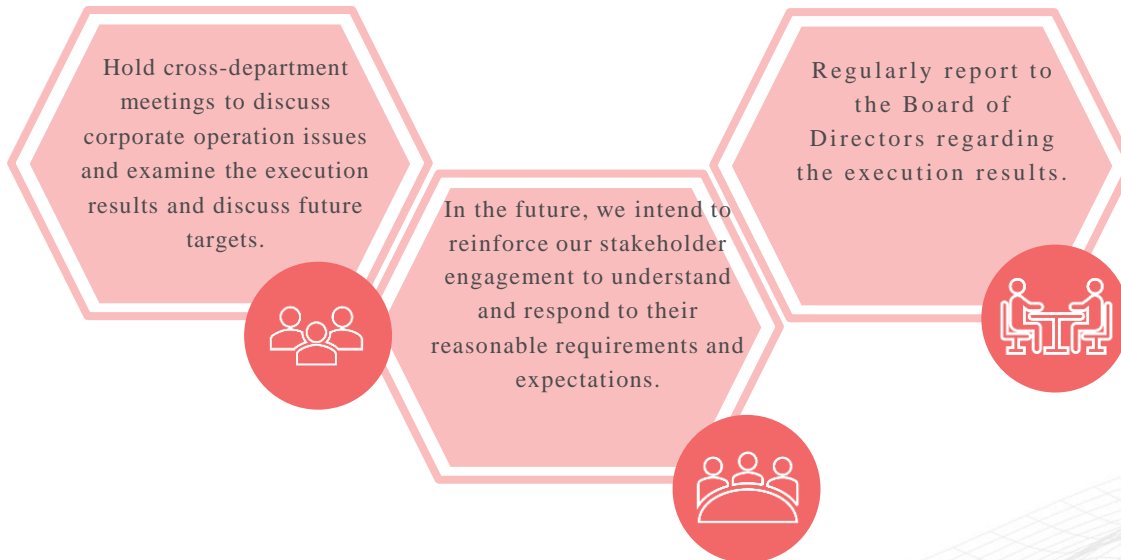 Hold cross-department
meetings to discuss
corporate operation issues
and examine the execution
results and discuss future
targets.
In the future, we intend to
reinforce our stakeholder
engagement to understand
and respond to their
reasonable requirements and
expectations.
Regularly report to
the Board of
Directors regarding
the execution results.